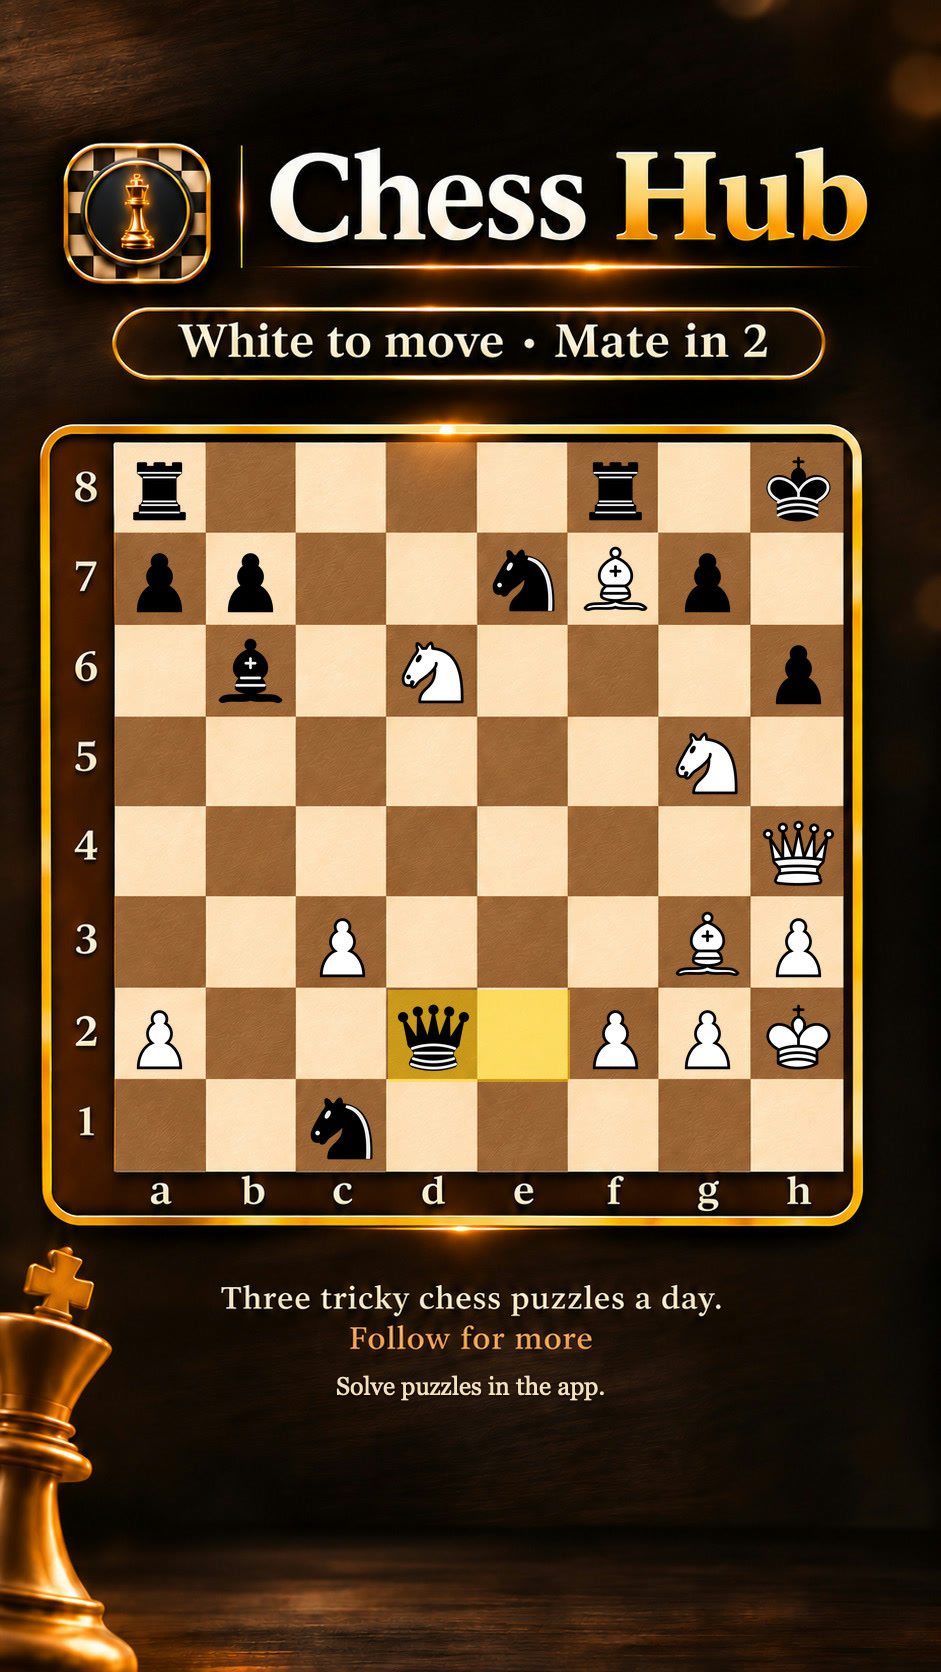 Chess Hub
White to move • Mate in 2
8
7
6
5
4
3
2
1
a b c d e f g h
Three tricky chess puzzles a day.
Follow for more
Solve puzzles in the app.